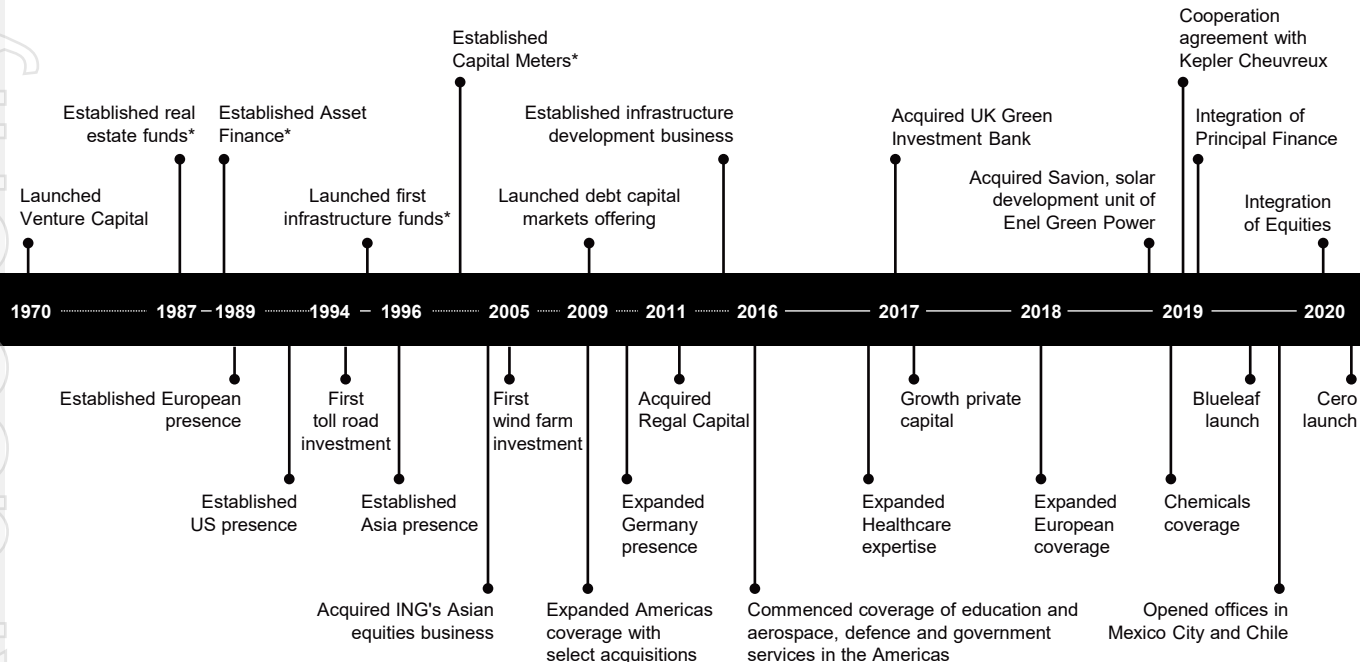 Cooperation
agreement with
Kepler Cheuvreux
Established
Capital Meters*
Established real
estate funds*
Established Asset
Finance*
Established infrastructure
development business
Acquired UK Green
Investment Bank
Integration of
Principal Finance
Acquired Savion, solar
development unit of
Enel Green Power
Launched
Venture Capital
Launched first
infrastructure funds*
Launched debt capital
markets offering
Integration
of Equities
1970 1987 1989 1994 1996 2005 2009 2011 2016 2017 2018 2019 2020
Established European
presence
First
toll road
investment
First
wind farm
investment
Acquired
Regal Capital
Growth private
capital
Blueleaf
launch
Cero
launch
Established
US presence
Established
Asia presence
Expanded
Germany
presence
Expanded
Healthcare
expertise
Expanded
European
coverage
Chemicals
coverage
Acquired ING's Asian
equities business
Expanded Americas
coverage with
select acquisitions
Commenced coverage of education and
aerospace, defence and government
services in the Americas
Opened offices in
Mexico City and Chile